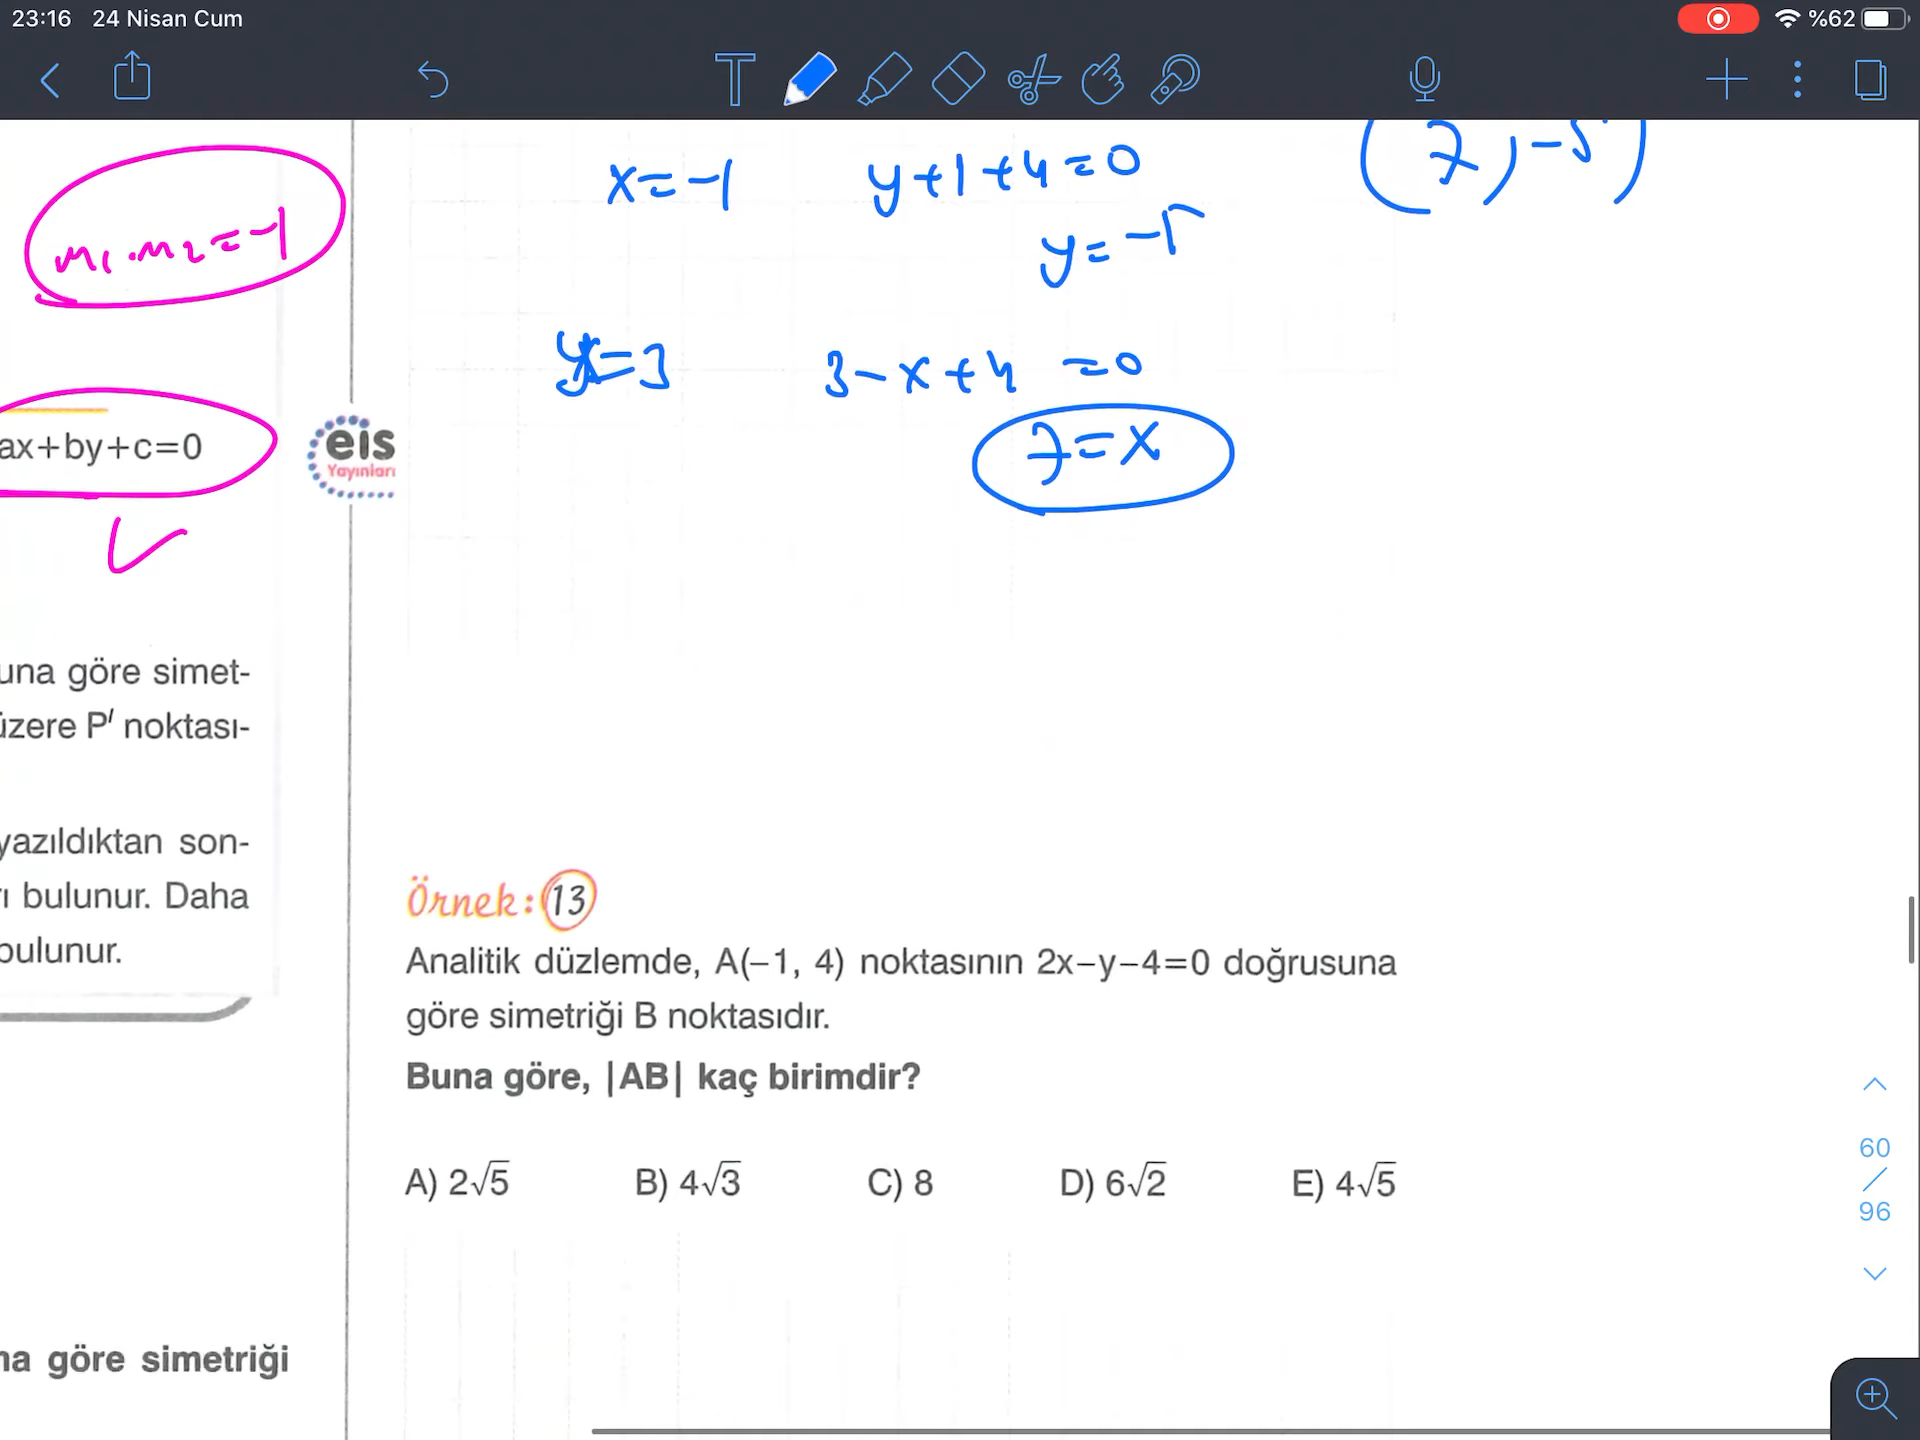 23:16 24 Nisan Cum
%62
m₁.m₂=-1
ax+by+c=0
una göre simet-
üzere P' noktası-
yazıldıktan son-
rı bulunur. Daha
bulunur.
na göre simetriği
eis
Yayınları
x=-1 y+1+4=0
y=-5
(7,-5)
y=3 3-x+4=0
7=x
Örnek: 13
Analitik düzlemde, A(–1, 4) noktasının 2x–y–4=0 doğrusuna
göre simetriği B noktasıdır.
Buna göre, |AB| kaç birimdir?
A) 2√5 B) 4√3 C) 8 D) 6√2 E) 4√5
60
/
96